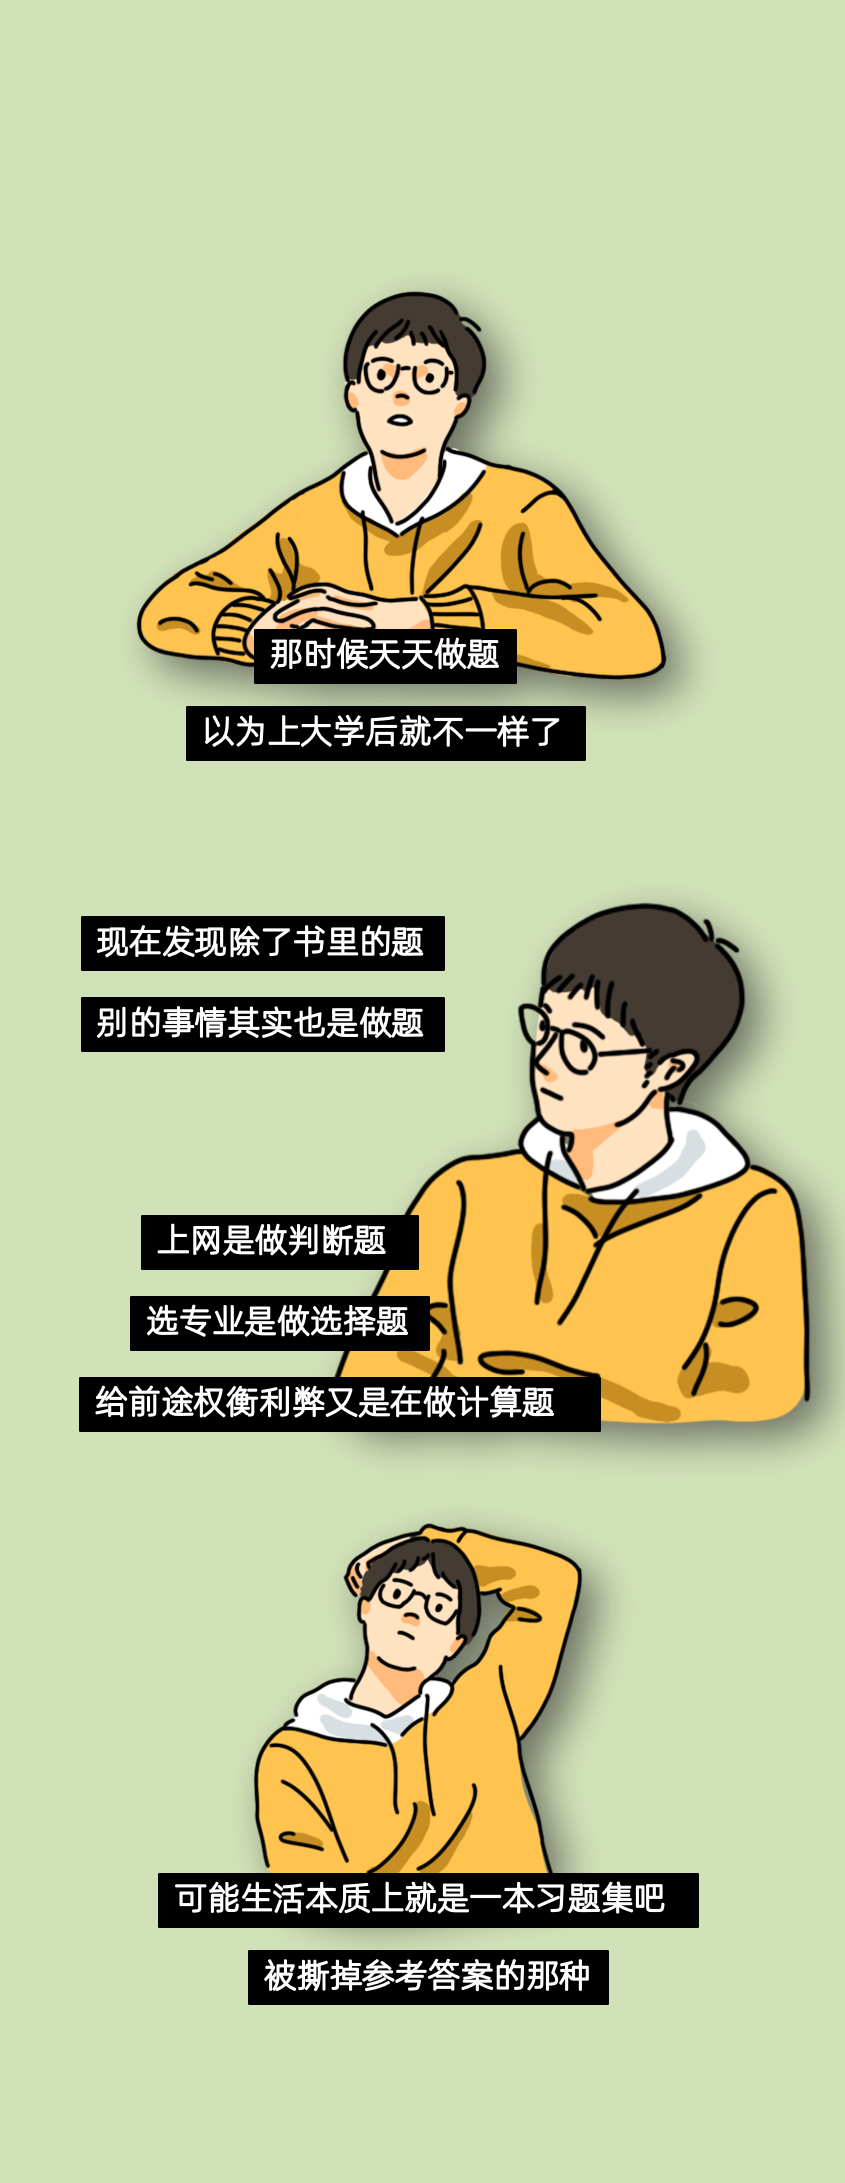 那时候天天做题
以为上大学后就不一样了
现在发现除了书里的题
别的事情其实也是做题
上网是做判断题
选专业是做选择题
给前途权衡利弊又是在做计算题
可能生活本质上就是一本习题集吧
被撕掉参考答案的那种